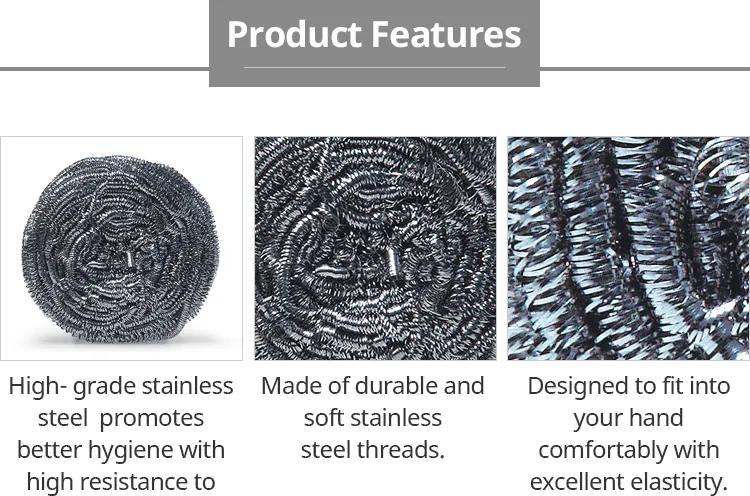 Product Features
High- grade stainless
steel  promotes
better hygiene with
high resistance to
Made of durable and
soft stainless
steel threads.
Designed to fit into
your hand
comfortably with
excellent elasticity.